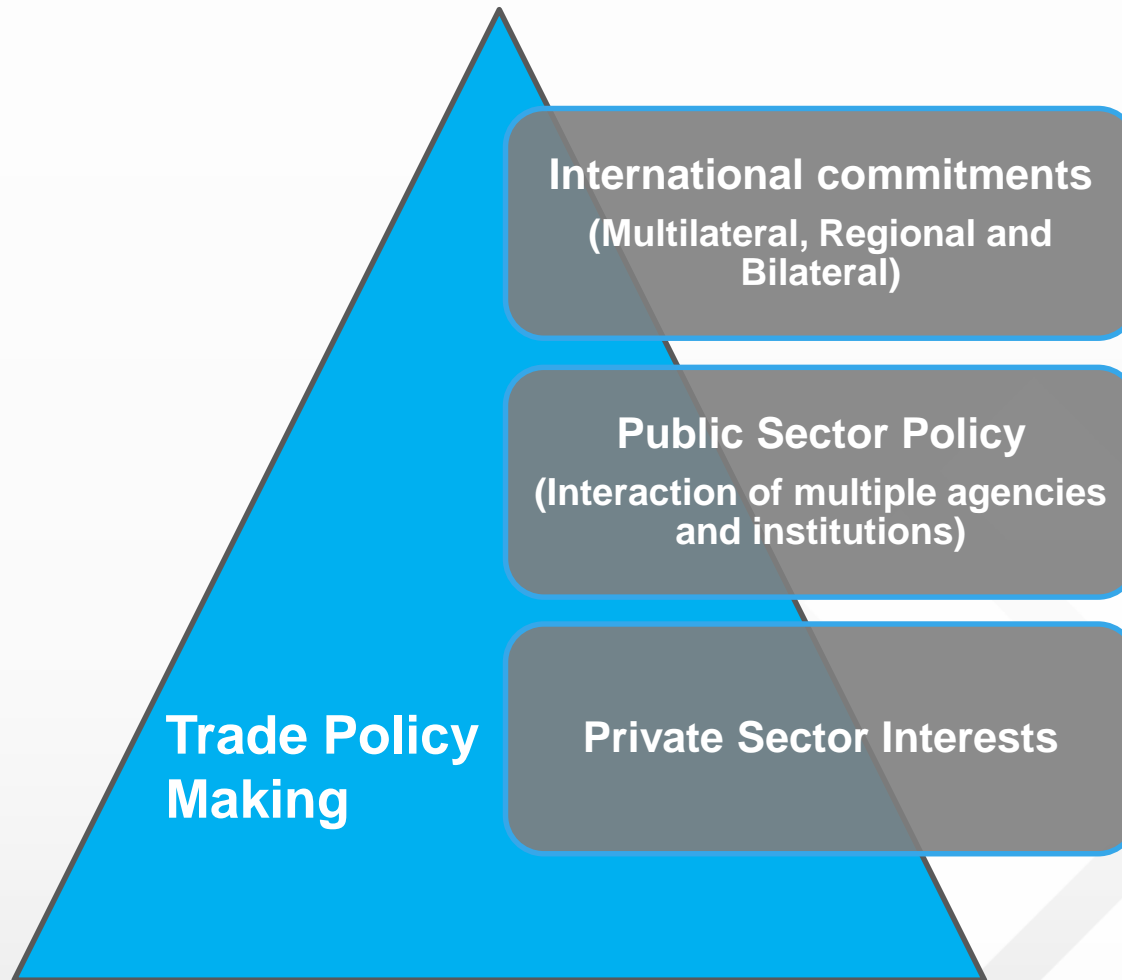 International commitments
(Multilateral, Regional and
Bilateral)
Public Sector Policy
(Interaction of multiple agencies
and institutions)
Trade Policy
Making
Private Sector Interests